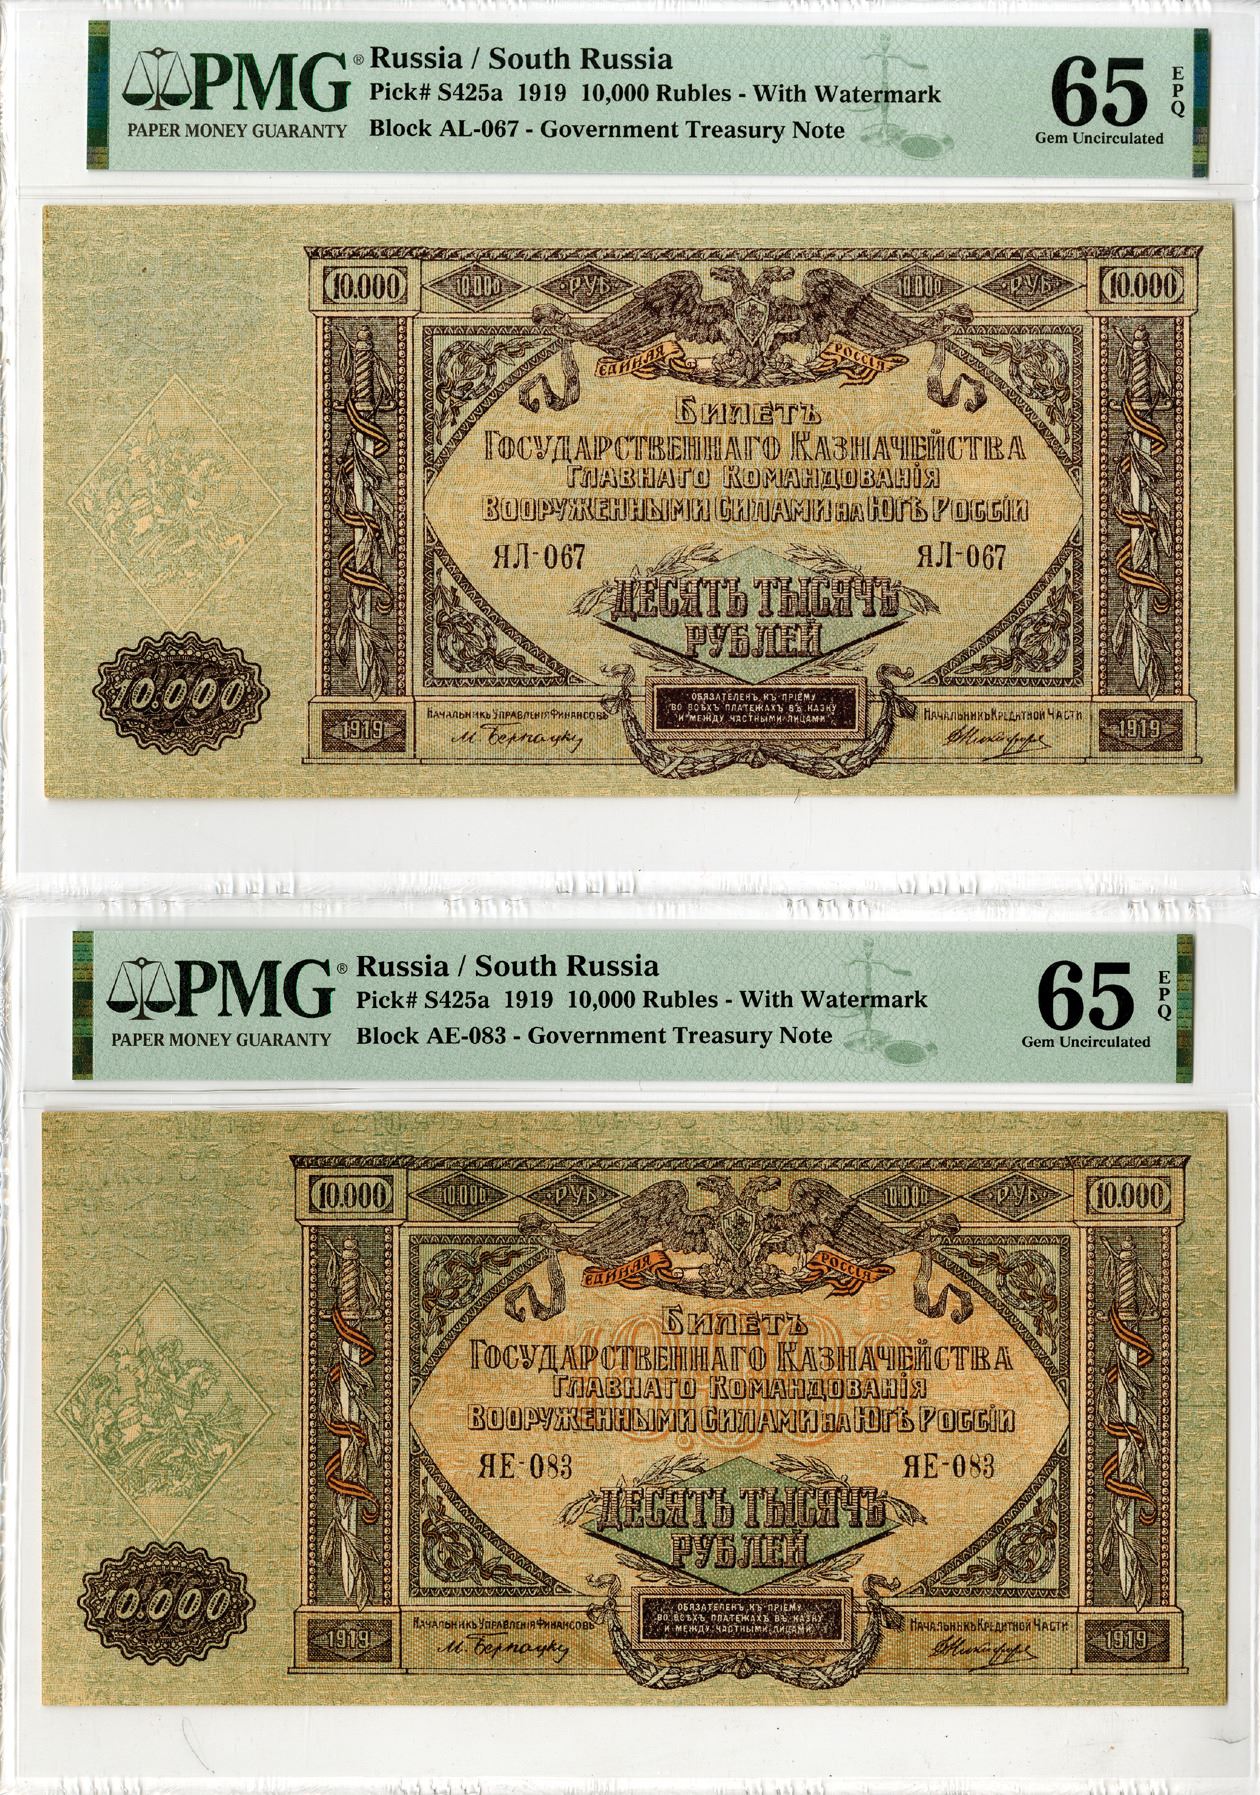 PMG®
PAPER MONEY GUARANTY
Russia / South Russia
Pick# S425a 1919 10,000 Rubles - With Watermark
Block AL-067 - Government Treasury Note
65 EPQ
Gem Uncirculated
10.000 10.000 РУБ. 10.000 РУБ. 10.000
ЕДИНАЯ РОССІЯ
БИЛЕТЪ
ГОСУДАРСТВЕННАГО КАЗНАЧЕЙСТВА
ГЛАВНАГО КОМАНДОВАНІЯ
ВООРУЖЕННЫМИ СИЛАМИ НА ЮГѢ РОССІИ
ЯЛ-067 ЯЛ-067
ДЕСЯТЬ ТЫСЯЧЪ
РУБЛЕЙ
10.000
ОБЯЗАТЕЛЕНЪ КЪ ПРІЕМУ
ВО ВСѢХЪ ПЛАТЕЖАХЪ ВЪ КАЗНУ
И МЕЖДУ ЧАСТНЫМИ ЛИЦАМИ
НАЧАЛЬНИКЪ УПРАВЛЕНІЯ ФИНАНСОВЪ
НАЧАЛЬНИКЪ КРЕДИТНОЙ ЧАСТИ
1919 1919
PMG®
PAPER MONEY GUARANTY
Russia / South Russia
Pick# S425a 1919 10,000 Rubles - With Watermark
Block AE-083 - Government Treasury Note
65 EPQ
Gem Uncirculated
10.000 10.000 РУБ. 10.000 РУБ. 10.000
ЕДИНАЯ РОССІЯ
БИЛЕТЪ
ГОСУДАРСТВЕННАГО КАЗНАЧЕЙСТВА
ГЛАВНАГО КОМАНДОВАНІЯ
ВООРУЖЕННЫМИ СИЛАМИ НА ЮГѢ РОССІИ
ЯЕ-083 ЯЕ-083
ДЕСЯТЬ ТЫСЯЧЪ
РУБЛЕЙ
10.000
ОБЯЗАТЕЛЕНЪ КЪ ПРІЕМУ
ВО ВСѢХЪ ПЛАТЕЖАХЪ ВЪ КАЗНУ
И МЕЖДУ ЧАСТНЫМИ ЛИЦАМИ
НАЧАЛЬНИКЪ УПРАВЛЕНІЯ ФИНАНСОВЪ
НАЧАЛЬНИКЪ КРЕДИТНОЙ ЧАСТИ
1919 1919